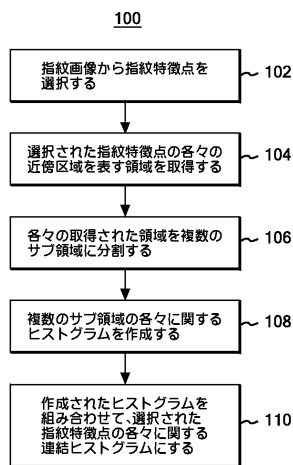 100
指紋画像から指紋特徴点を
選択する
102
選択された指紋特徴点の各々の
近傍区域を表す領域を取得する
104
各々の取得された領域を複数の
サブ領域に分割する
106
複数のサブ領域の各々に関する
ヒストグラムを作成する
108
作成されたヒストグラムを
組み合わせて、選択された
指紋特徴点の各々に関する
連結ヒストグラムにする
110